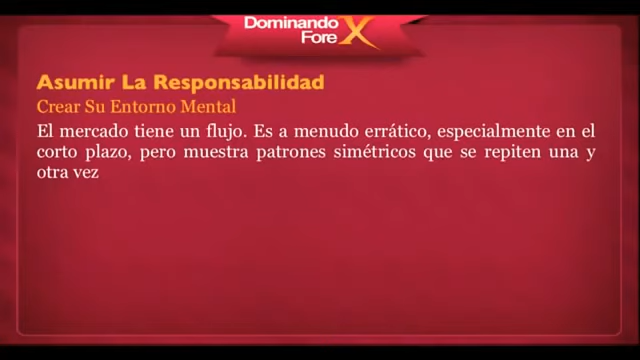 Dominando
ForeX
Asumir La Responsabilidad
Crear Su Entorno Mental
El mercado tiene un flujo. Es a menudo errático, especialmente en el
corto plazo, pero muestra patrones simétricos que se repiten una y
otra vez